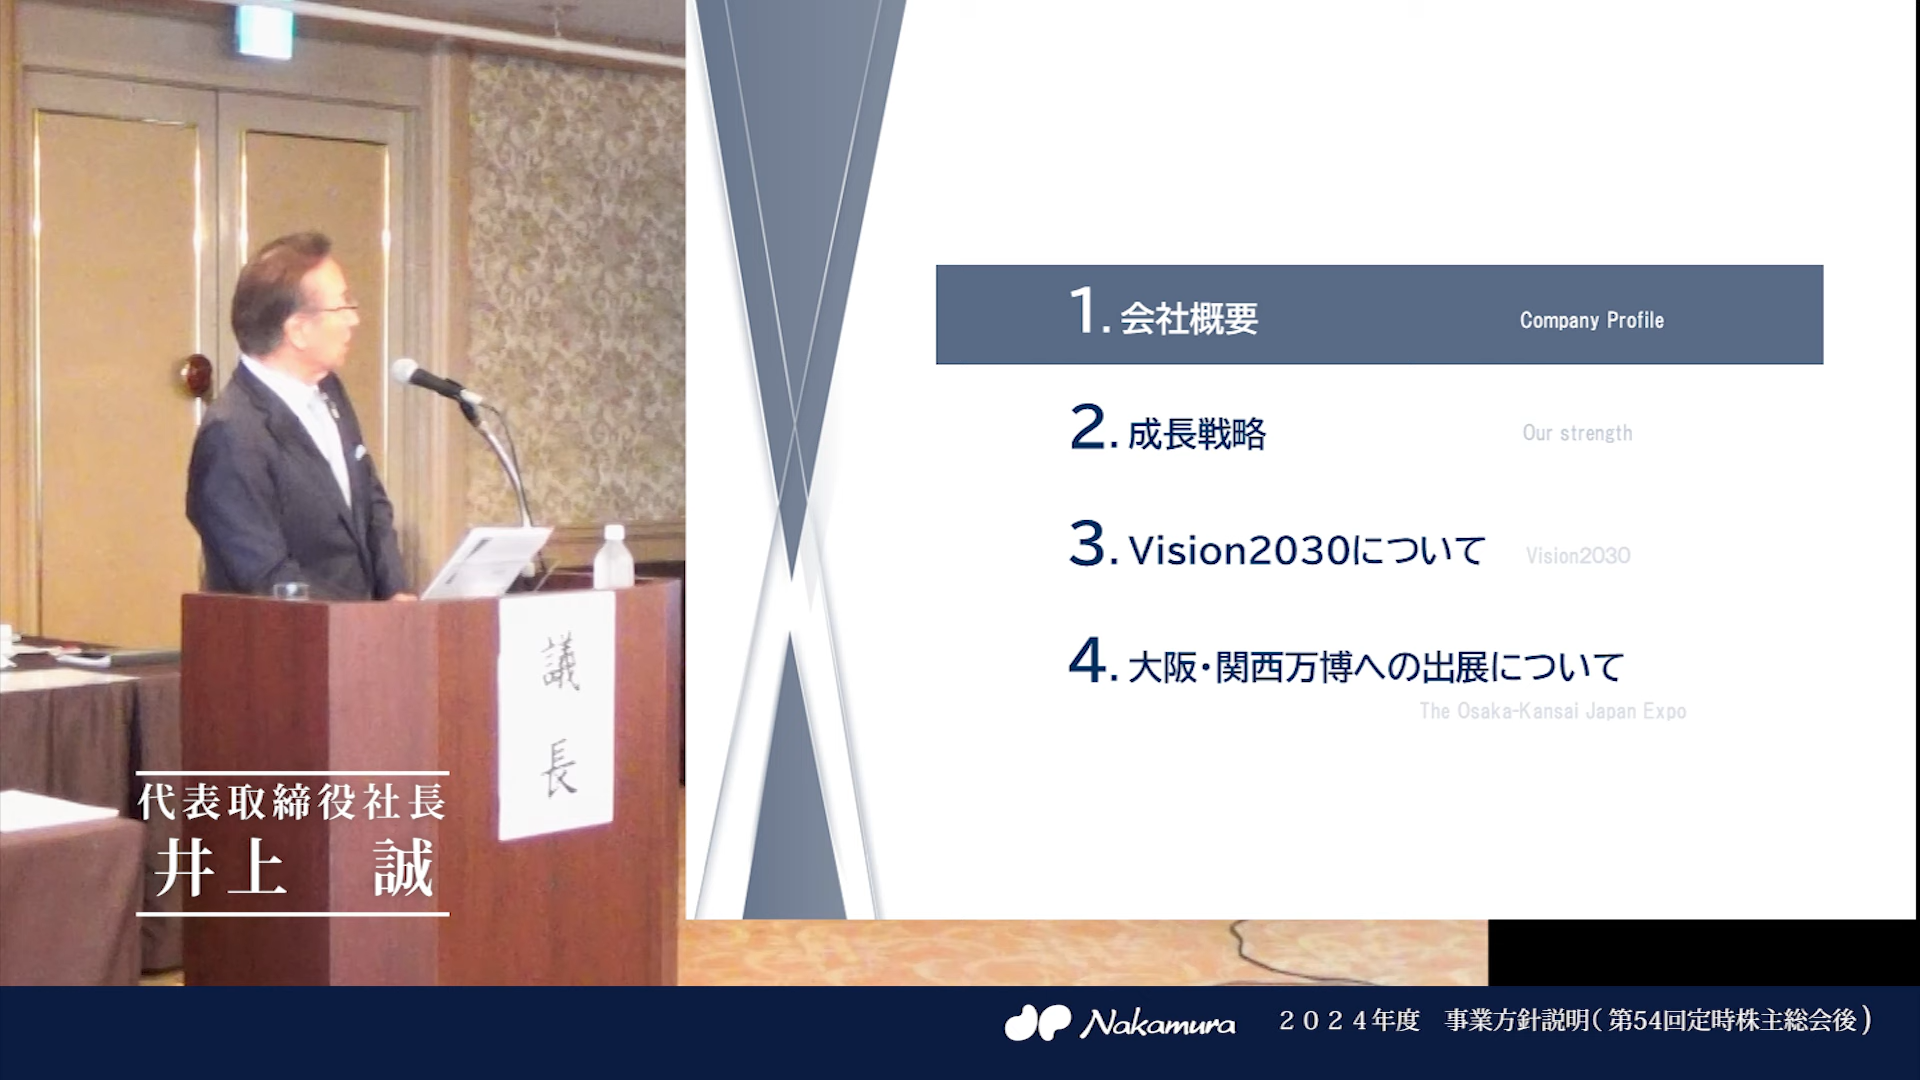 1. 会社概要 Company Profile
2. 成長戦略 Our strength
3. Vision2030について Vision2030
4. 大阪・関西万博への出展について
The Osaka-Kansai Japan Expo
議
長
代表取締役社長
井上　誠
Nakamura ２０２４年度　事業方針説明（第54回定時株主総会後）